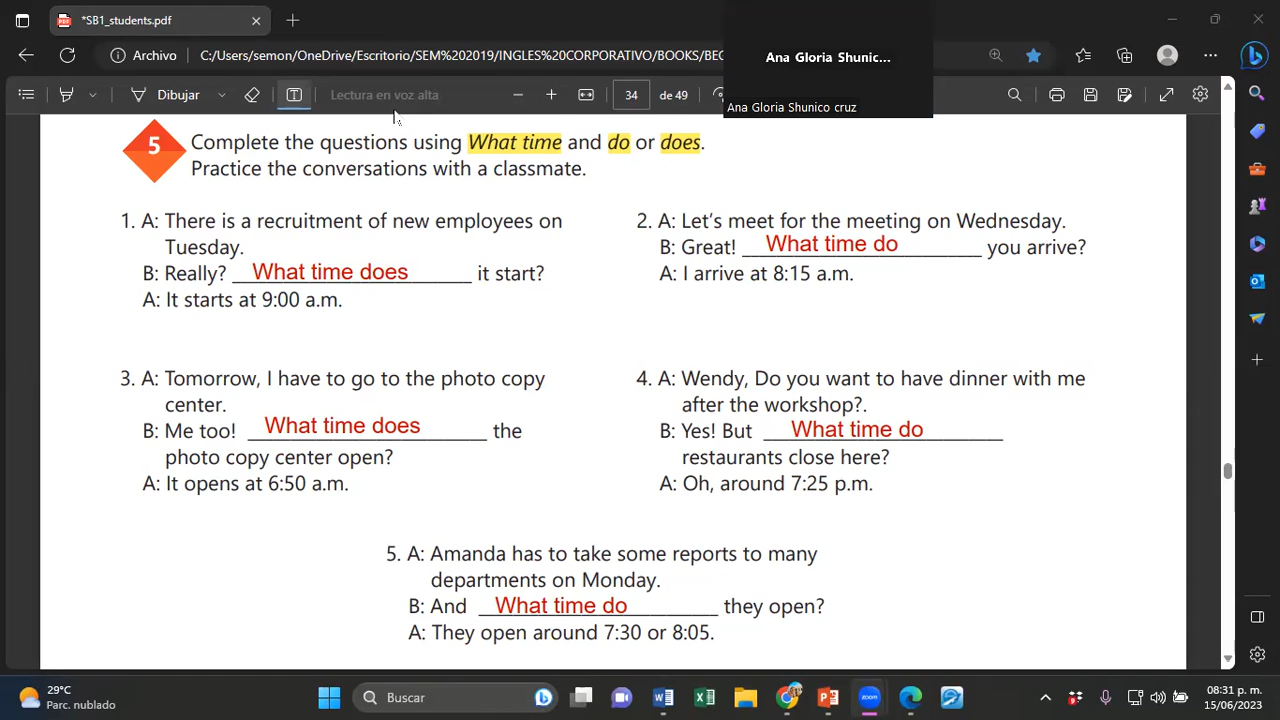 *SB1_students.pdf
Archivo
C:/Users/semon/OneDrive/Escritorio/SEM%202019/INGLES%20CORPORATIVO/BOOKS/BEG
Ana Gloria Shunic...
Ana Gloria Shunico cruz
Dibujar
Lectura en voz alta
34 de 49
5 Complete the questions using What time and do or does.
Practice the conversations with a classmate.
1. A: There is a recruitment of new employees on
Tuesday.
B: Really? What time does it start?
A: It starts at 9:00 a.m.
2. A: Let's meet for the meeting on Wednesday.
B: Great! What time do you arrive?
A: I arrive at 8:15 a.m.
3. A: Tomorrow, I have to go to the photo copy
center.
B: Me too! What time does the
photo copy center open?
A: It opens at 6:50 a.m.
4. A: Wendy, Do you want to have dinner with me
after the workshop?.
B: Yes! But What time do
restaurants close here?
A: Oh, around 7:25 p.m.
5. A: Amanda has to take some reports to many
departments on Monday.
B: And What time do they open?
A: They open around 7:30 or 8:05.
29°C
Parc. nublado
Buscar
zoom
08:31 p. m.
15/06/2023